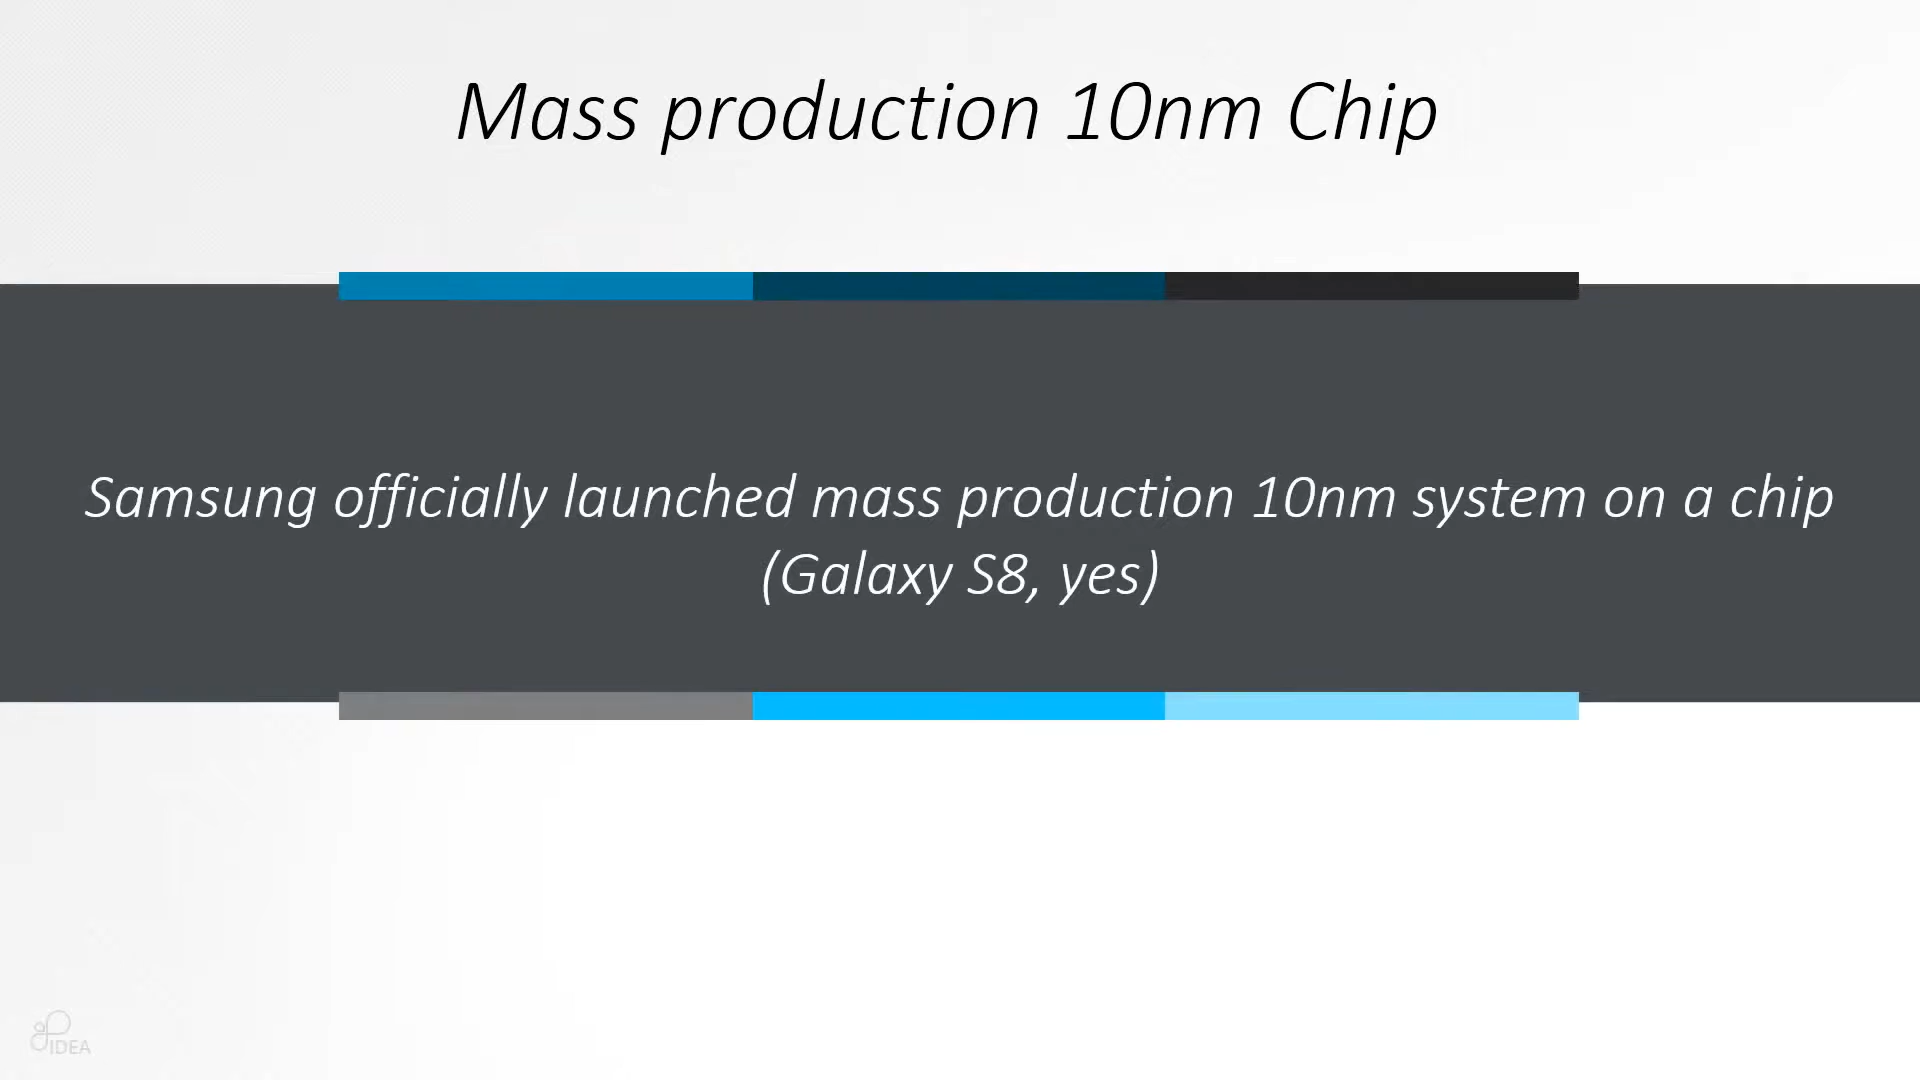 Mass production 10nm Chip
Samsung officially launched mass production 10nm system on a chip
(Galaxy S8, yes)
IDEA